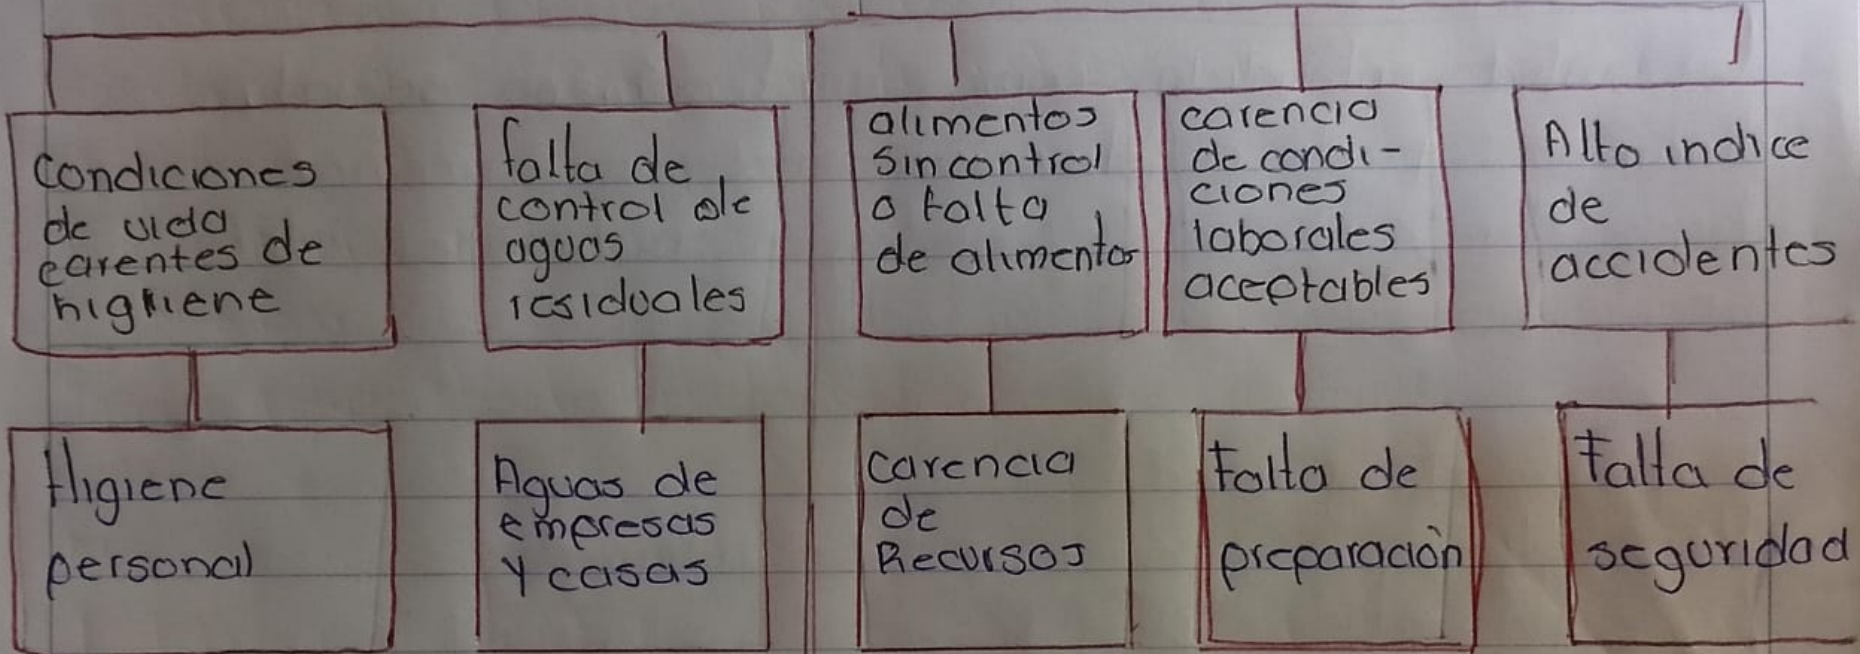 Condiciones
de vida
carentes de
highiene
falta de
control de
aguas
residuales
alimentos
sin control
o falta
de alimentos
carencia
de condi-
ciones
laborales
aceptables
Alto indice
de
accidentes
Higiene
personal
Aguas de
empresas
y casas
carencia
de
Recursos
Falta de
preparaciòn
Falta de
seguridad